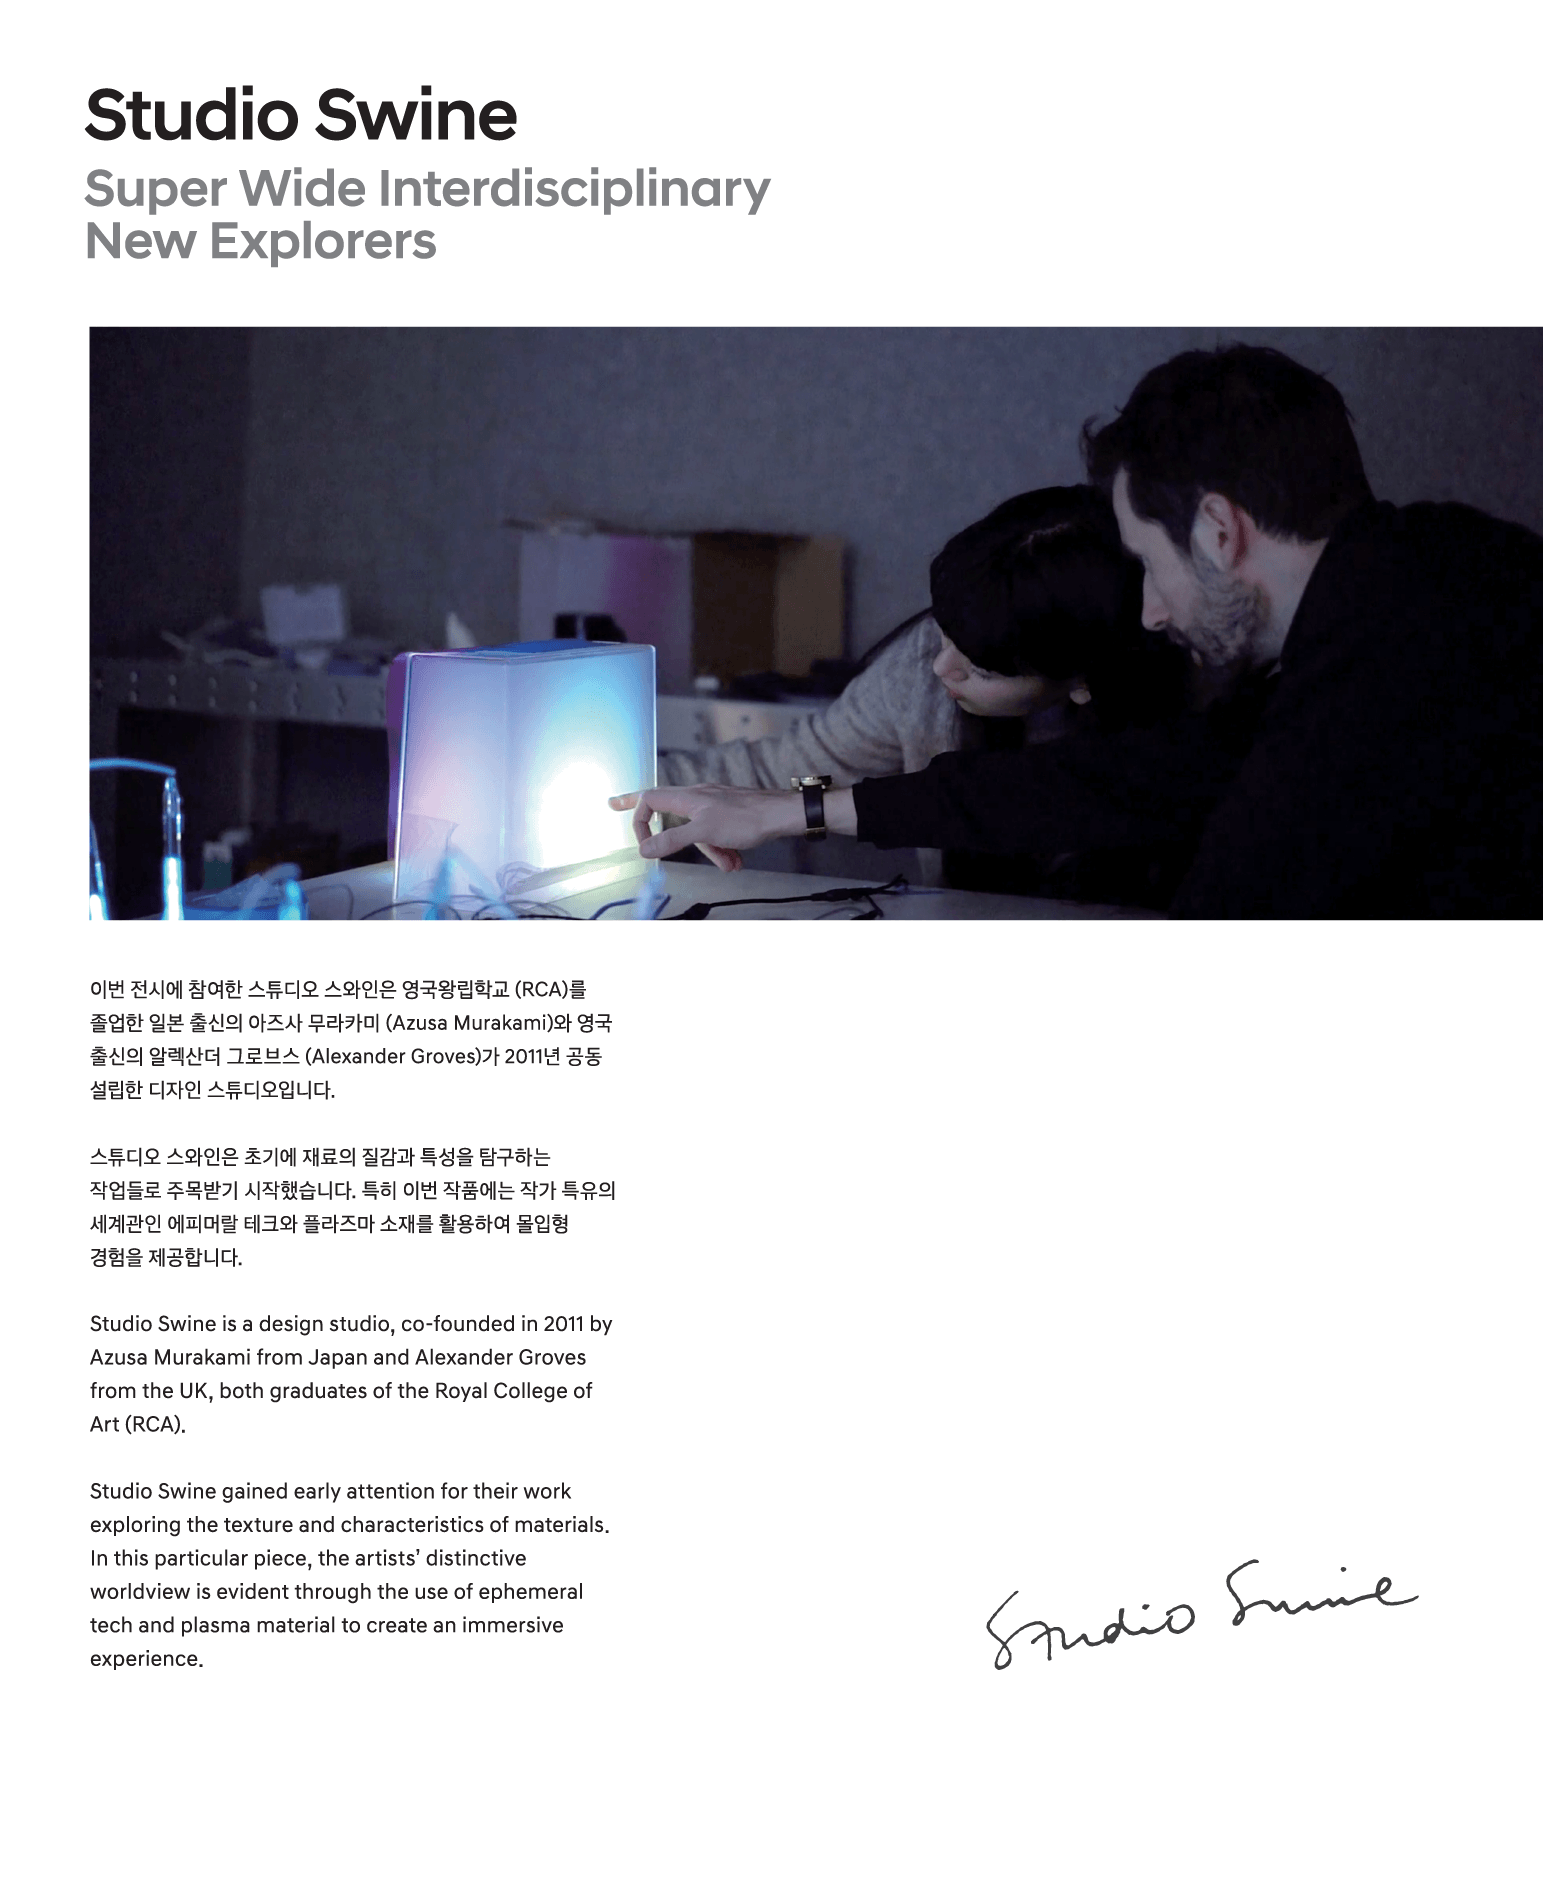 Studio Swine
Super Wide Interdisciplinary
New Explorers
이번 전시에 참여한 스튜디오 스와인은 영국왕립학교 (RCA)를
졸업한 일본 출신의 아즈사 무라카미 (Azusa Murakami)와 영국
출신의 알렉산더 그로브스 (Alexander Groves)가 2011년 공동
설립한 디자인 스튜디오입니다.
스튜디오 스와인은 초기에 재료의 질감과 특성을 탐구하는
작업들로 주목받기 시작했습니다. 특히 이번 작품에는 작가 특유의
세계관인 에피머랄 테크와 플라즈마 소재를 활용하여 몰입형
경험을 제공합니다.
Studio Swine is a design studio, co-founded in 2011 by
Azusa Murakami from Japan and Alexander Groves
from the UK, both graduates of the Royal College of
Art (RCA).
Studio Swine gained early attention for their work
exploring the texture and characteristics of materials.
In this particular piece, the artists’ distinctive
worldview is evident through the use of ephemeral
tech and plasma material to create an immersive
experience.
Studio Swine